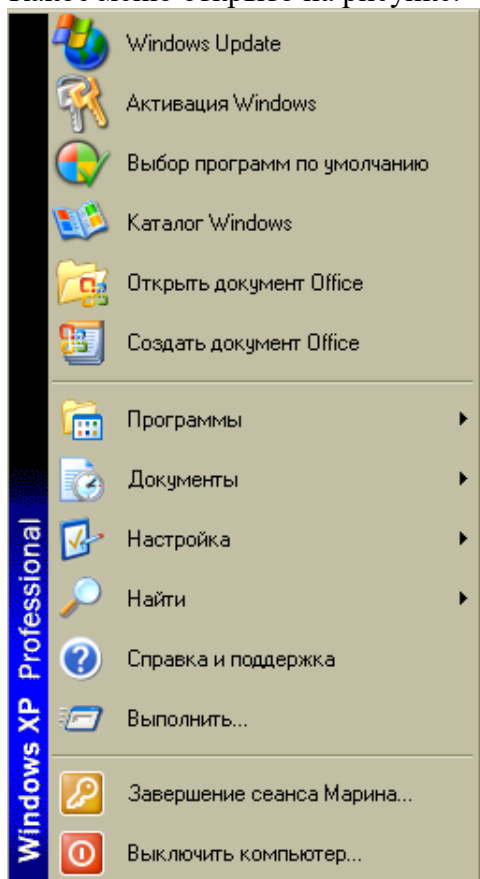 Windows Update
Активация Windows
Выбор программ по умолчанию
Каталог Windows
Открыть документ Office
Создать документ Office
Программы
Документы
Настройка
Найти
Справка и поддержка
Выполнить...
Завершение сеанса Марина...
Выключить компьютер...
Windows XP Professional